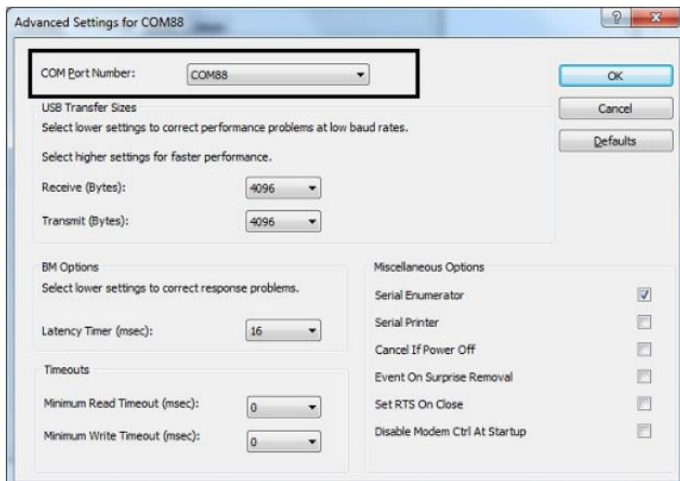 Advanced Settings for COM88
COM Port Number: COM88
OK
USB Transfer Sizes
Cancel
Select lower settings to correct performance problems at low baud rates.
Defaults
Select higher settings for faster performance.
Receive (Bytes): 4096
Transmit (Bytes): 4096
BM Options
Select lower settings to correct response problems.
Latency Timer (msec): 16
Timeouts
Minimum Read Timeout (msec): 0
Minimum Write Timeout (msec): 0
Miscellaneous Options
Serial Enumerator
Serial Printer
Cancel If Power Off
Event On Surprise Removal
Set RTS On Close
Disable Modem Ctrl At Startup